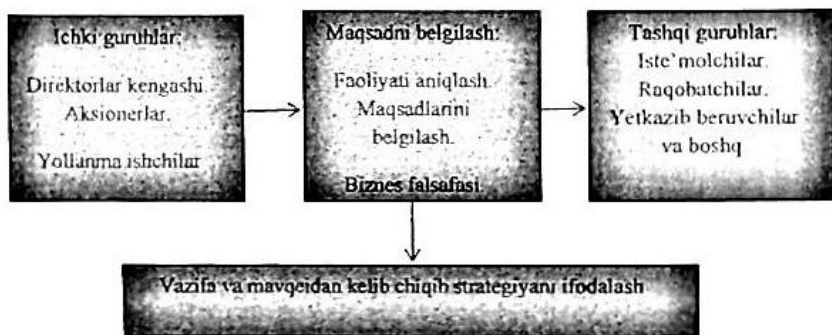 Ichki guruhlar:
Direktorlar kengashi.
Aksionerlar.
Yollanma ishchilar
Maqsadni belgilash:
Faoliyati aniqlash.
Maqsadlarini
belgilash.
Biznes falsafasi
Tashqi guruhlar:
Iste`molchilar.
Raqobatchilar.
Yetkazib beruvchilar
va boshq
Vazifa va mavqeidan kelib chiqib strategiyani ifodalash